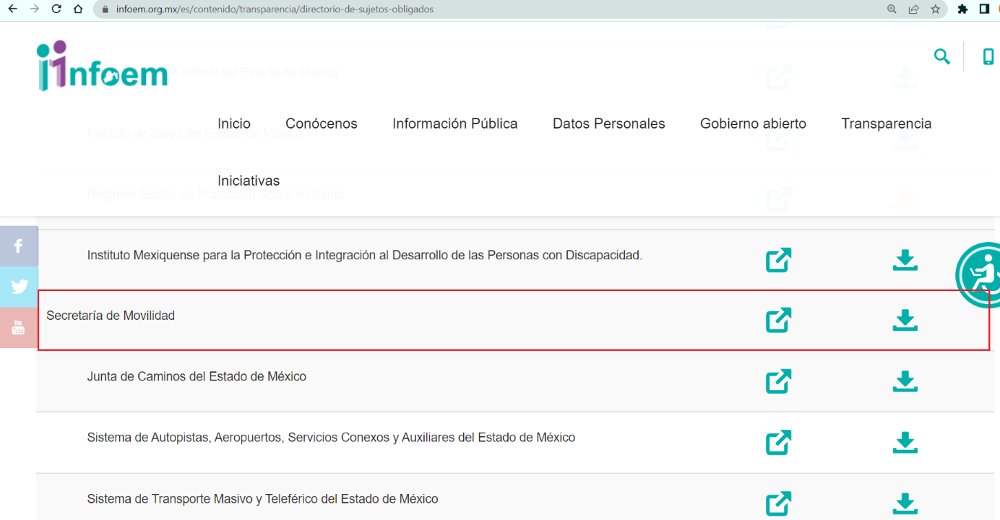 infoem.org.mx/es/contenido/transparencia/directorio-de-sujetos-obligados
infoem
Infantil del Estado de México
Inicio Conócenos Información Pública Datos Personales Gobierno abierto Transparencia
Instituto de Salud del Estado de México
Iniciativas
Régimen Estatal de Protección Social en Salud
Instituto Mexiquense para la Protección e Integración al Desarrollo de las Personas con Discapacidad.
Secretaría de Movilidad
You Tube
Junta de Caminos del Estado de México
Sistema de Autopistas, Aeropuertos, Servicios Conexos y Auxiliares del Estado de México
Sistema de Transporte Masivo y Teleférico del Estado de México